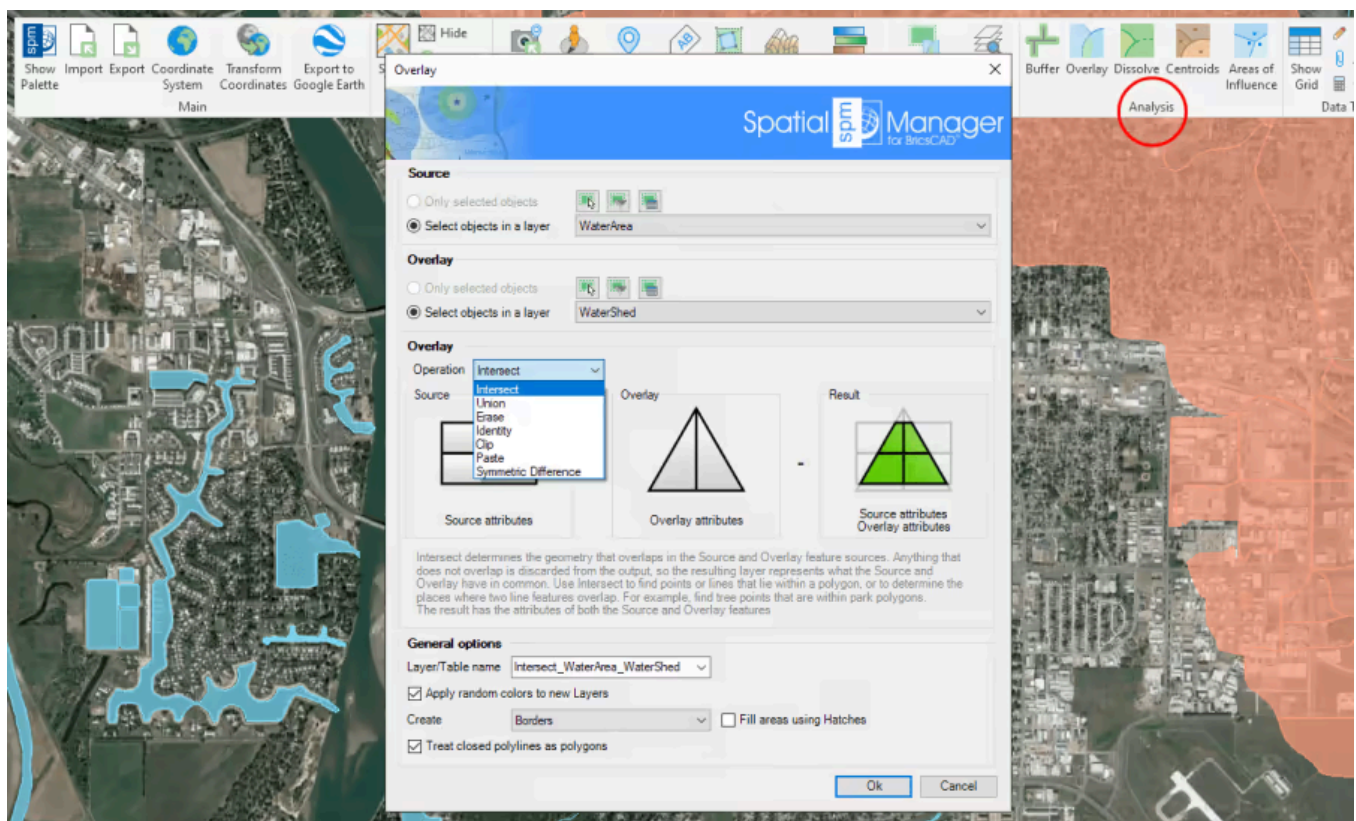 spm
Show Palette
Import
Export
Coordinate System
Transform Coordinates
Export to Google Earth
Main
Hide
AB
Buffer
Overlay
Dissolve
Centroids
Areas of Influence
Analysis
Show Grid
Data T
Overlay
Spatial spm Manager
for BricsCAD
Source
Only selected objects
Select objects in a layer
WaterArea
Overlay
Only selected objects
Select objects in a layer
WaterShed
Overlay
Operation
Intersect
Intersect
Union
Erase
Identity
Clip
Paste
Symmetric Difference
Source
Overlay
Result
Source attributes
Overlay attributes
Source attributes
Overlay attributes
Intersect determines the geometry that overlaps in the Source and Overlay feature sources. Anything that
does not overlap is discarded from the output, so the resulting layer represents what the Source and
Overlay have in common. Use Intersect to find points or lines that lie within a polygon, or to determine the
places where two line features overlap. For example, find tree points that are within park polygons.
The result has the attributes of both the Source and Overlay features
General options
Layer/Table name
Intersect_WaterArea_WaterShed
Apply random colors to new Layers
Create
Borders
Fill areas using Hatches
Treat closed polylines as polygons
Ok
Cancel